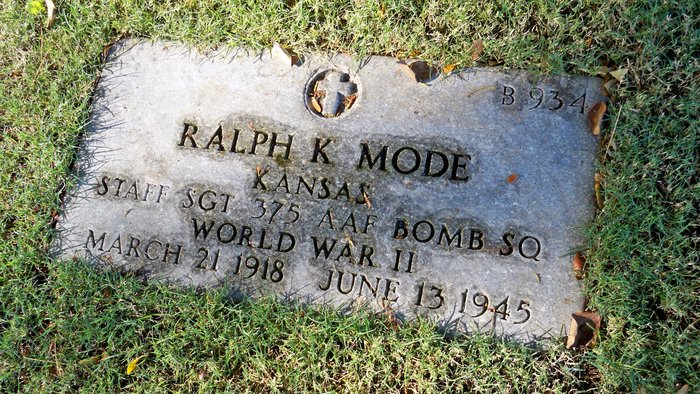 B 934
RALPH K MODE
KANSAS
STAFF SGT 375 AAF BOMB SQ
WORLD WAR II
MARCH 21 1918 JUNE 13 1945